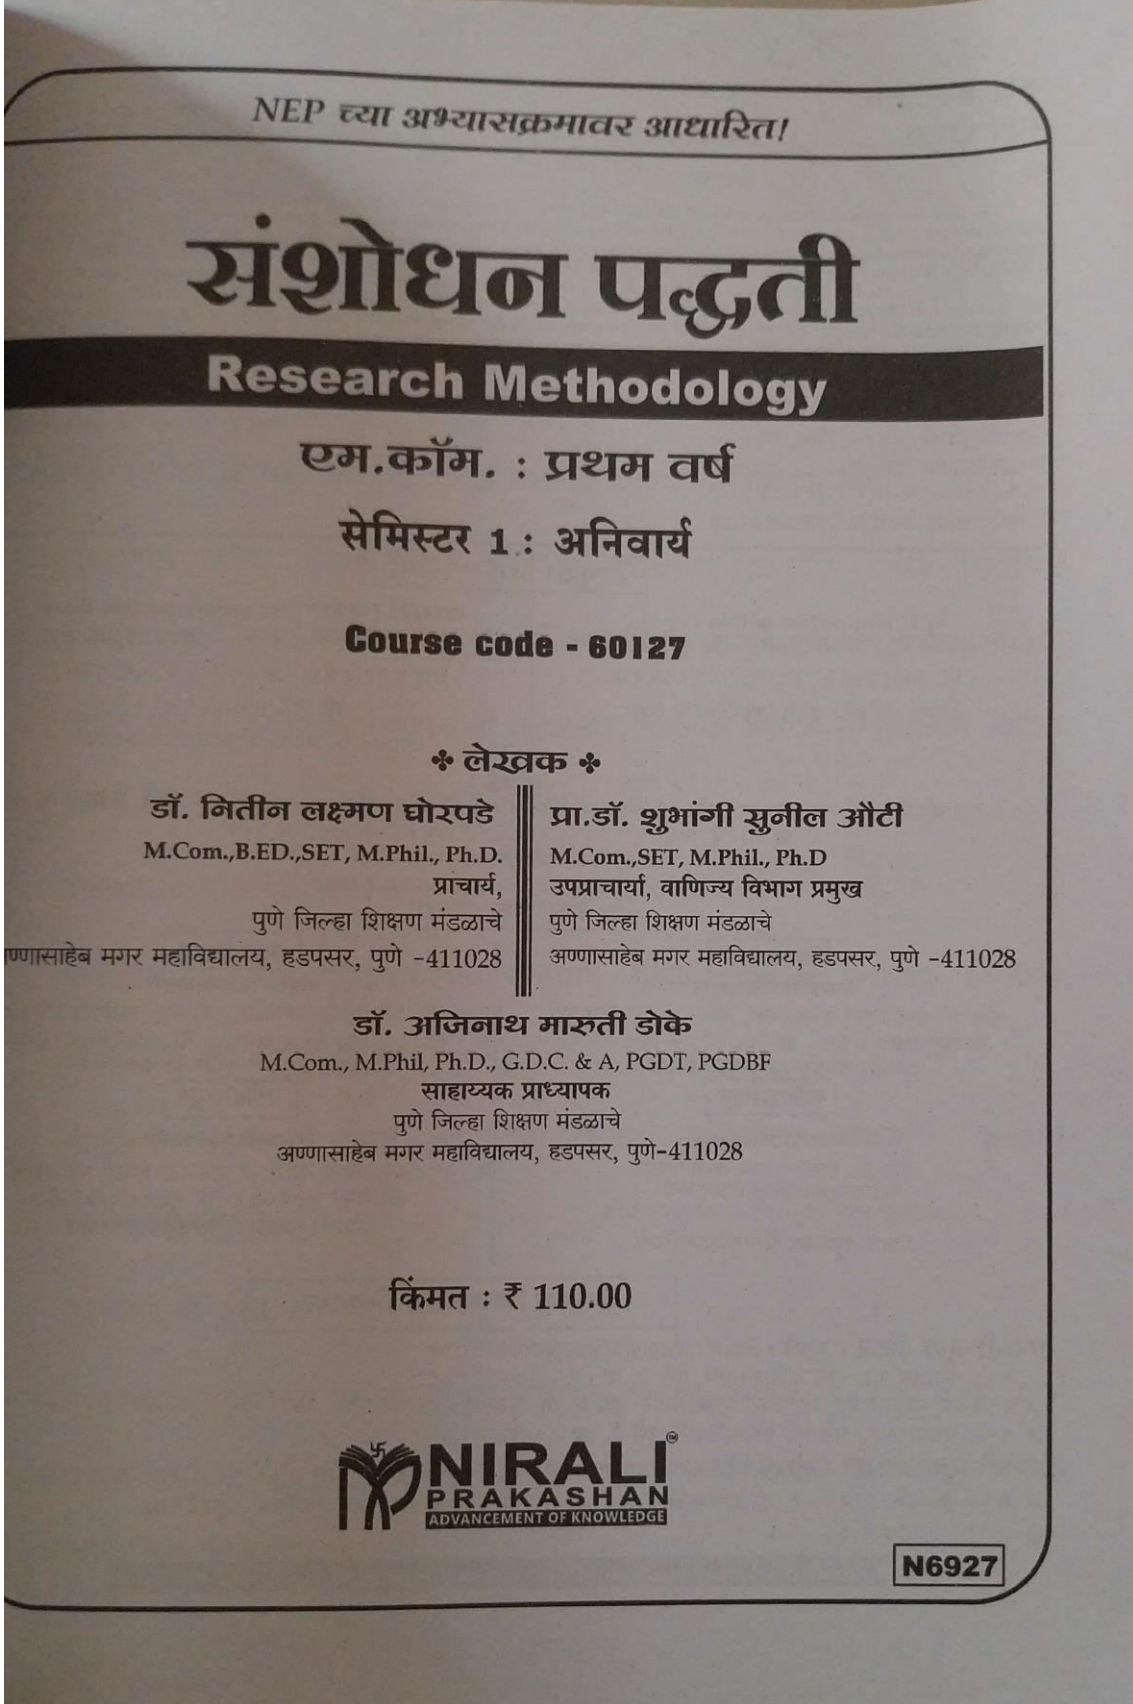 NEP च्या अभ्यासक्रमावर आधारित!
संशोधन पद्धती
Research Methodology
एम.कॉम. : प्रथम वर्ष
सेमिस्टर 1 : अनिवार्य
Course code - 60127
❖ लेखक ❖
डॉ. नितीन लक्ष्मण घोरपडे
M.Com.,B.ED.,SET, M.Phil., Ph.D.
प्राचार्य,
पुणे जिल्हा शिक्षण मंडळाचे
ण्णासाहेब मगर महाविद्यालय, हडपसर, पुणे -411028
प्रा.डॉ. शुभांगी सुनील औटी
M.Com.,SET, M.Phil., Ph.D
उपप्राचार्या, वाणिज्य विभाग प्रमुख
पुणे जिल्हा शिक्षण मंडळाचे
अण्णासाहेब मगर महाविद्यालय, हडपसर, पुणे -411028
डॉ. अजिनाथ मारुती डोके
M.Com., M.Phil, Ph.D., G.D.C. & A, PGDT, PGDBF
साहाय्यक प्राध्यापक
पुणे जिल्हा शिक्षण मंडळाचे
अण्णासाहेब मगर महाविद्यालय, हडपसर, पुणे-411028
किंमत : ₹ 110.00
NIRALI™
PRAKASHAN
ADVANCEMENT OF KNOWLEDGE
N6927